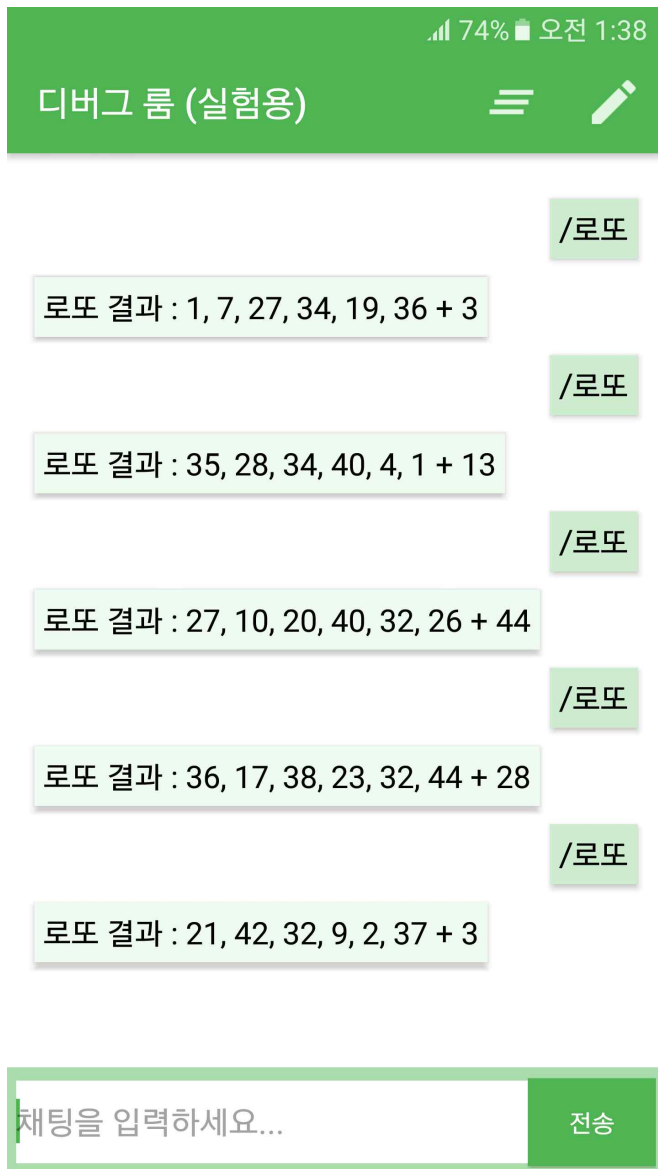 74% 오전 1:38
디버그 룸 (실험용)
/로또
로또 결과 : 1, 7, 27, 34, 19, 36 + 3
/로또
로또 결과 : 35, 28, 34, 40, 4, 1 + 13
/로또
로또 결과 : 27, 10, 20, 40, 32, 26 + 44
/로또
로또 결과 : 36, 17, 38, 23, 32, 44 + 28
/로또
로또 결과 : 21, 42, 32, 9, 2, 37 + 3
채팅을 입력하세요... 전송